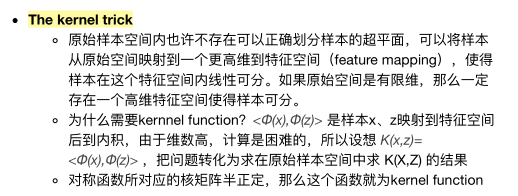 The kernel trick
原始样本空间内也许不存在可以正确划分样本的超平面，可以将样
本从原始空间映射到一个更高维到特征空间（feature mapping），使得
样本在这个特征空间内线性可分。如果原始空间是有限维，那么一定
存在一个高维特征空间使得样本可分。
为什么需要kernnel function？<Φ(x),Φ(z)> 是样本x、z映射到特征空间
后到内积，由于维数高，计算是困难的，所以设想 K(x,z)=
<Φ(x),Φ(z)> ，把问题转化为求在原始样本空间中求 K(X,Z) 的结果
对称函数所对应的核矩阵半正定，那么这个函数就为kernel function